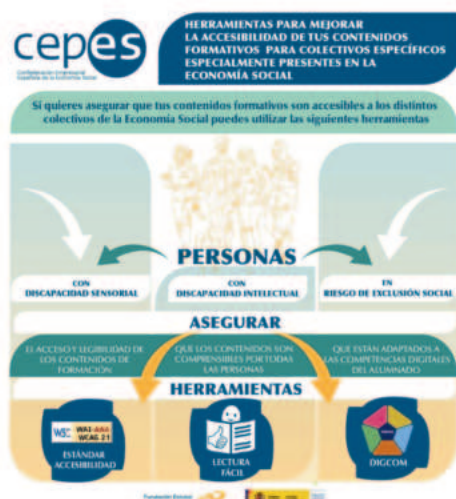 cepes
Confederación Empresarial
Española de la Economía Social
HERRAMIENTAS PARA MEJORAR
LA ACCESIBILIDAD DE TUS CONTENIDOS
FORMATIVOS PARA COLECTIVOS ESPECÍFICOS
ESPECIALMENTE PRESENTES EN LA
ECONOMÍA SOCIAL
Si quieres asegurar que tus contenidos formativos son accesibles a los distintos
colectivos de la Economía Social puedes utilizar las siguientes herramientas
PERSONAS
CON
DISCAPACIDAD SENSORIAL
CON
DISCAPACIDAD INTELECTUAL
EN
RIESGO DE EXCLUSIÓN SOCIAL
ASEGURAR
EL ACCESO Y LEGIBILIDAD DE
LOS CONTENIDOS DE
FORMACIÓN
QUE LOS CONTENIDOS SON
COMPRENSIBLES POR TODAS
LAS PERSONAS
QUE ESTÁN ADAPTADOS A
LAS COMPETENCIAS DIGITALES
DEL ALUMNADO
HERRAMIENTAS
W3C WAI-AAA
WCAG 2.1
ESTÁNDAR
ACCESIBILIDAD
LECTURA
FÁCIL
DIGCOM
Fundación Estatal